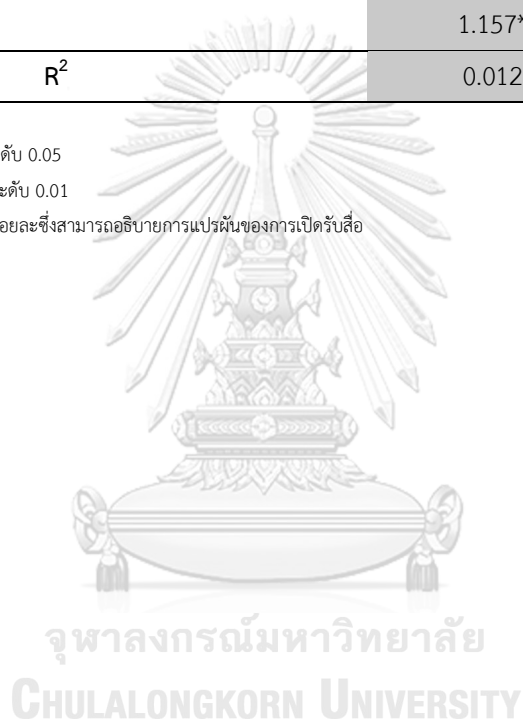 1.157*
R² 0.012
ดับ 0.05
ะดับ 0.01
อยละซึ่งสามารถอธิบายการแปรผันของการเปิดรับสื่อ
จุฬาลงกรณ์มหาวิทยาลัย
CHULALONGKORN UNIVERSITY